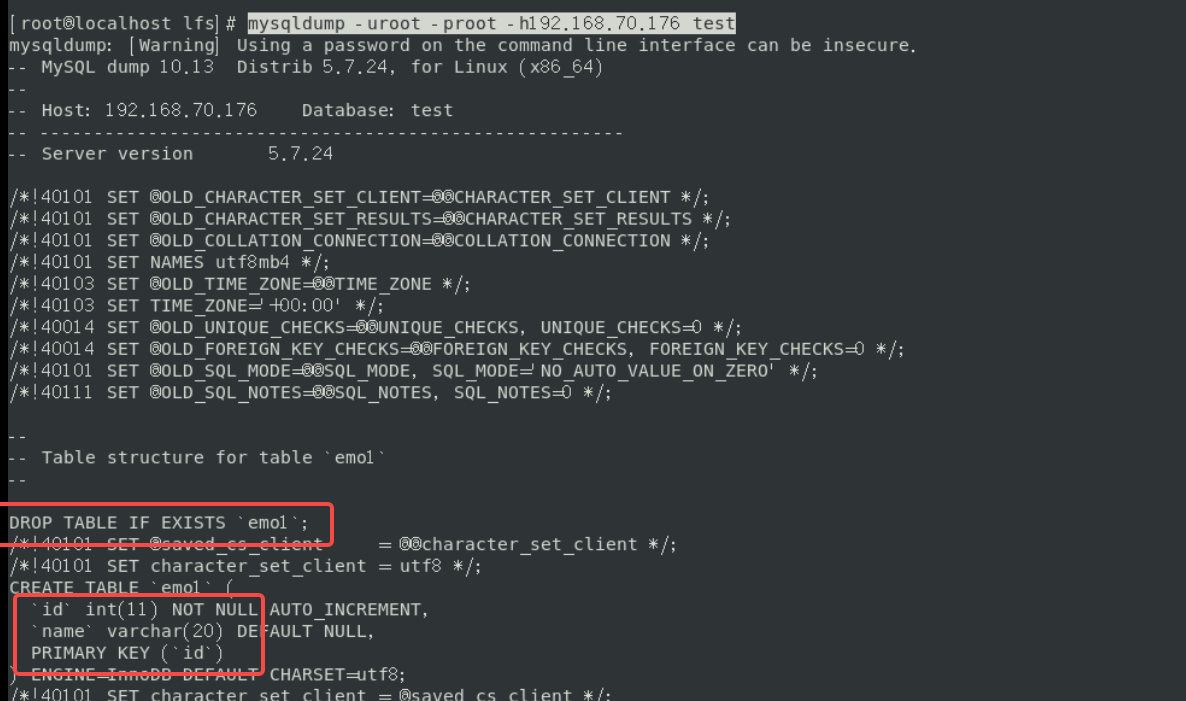 [root@localhost lfs]# mysqldump -uroot -proot -h192.168.70.176 test
mysqldump: [Warning] Using a password on the command line interface can be insecure.
-- MySQL dump 10.13  Distrib 5.7.24, for Linux (x86_64)
--
-- Host: 192.168.70.176    Database: test
-- ------------------------------------------------------
-- Server version       5.7.24
/*!40101 SET @OLD_CHARACTER_SET_CLIENT=@@CHARACTER_SET_CLIENT */;
/*!40101 SET @OLD_CHARACTER_SET_RESULTS=@@CHARACTER_SET_RESULTS */;
/*!40101 SET @OLD_COLLATION_CONNECTION=@@COLLATION_CONNECTION */;
/*!40101 SET NAMES utf8mb4 */;
/*!40103 SET @OLD_TIME_ZONE=@@TIME_ZONE */;
/*!40103 SET TIME_ZONE='+00:00' */;
/*!40014 SET @OLD_UNIQUE_CHECKS=@@UNIQUE_CHECKS, UNIQUE_CHECKS=0 */;
/*!40014 SET @OLD_FOREIGN_KEY_CHECKS=@@FOREIGN_KEY_CHECKS, FOREIGN_KEY_CHECKS=0 */;
/*!40101 SET @OLD_SQL_MODE=@@SQL_MODE, SQL_MODE='NO_AUTO_VALUE_ON_ZERO' */;
/*!40111 SET @OLD_SQL_NOTES=@@SQL_NOTES, SQL_NOTES=0 */;
--
-- Table structure for table `emo1`
--
DROP TABLE IF EXISTS `emo1`;
/*!40101 SET @saved_cs_client     = @@character_set_client */;
/*!40101 SET character_set_client = utf8 */;
CREATE TABLE `emo1` (
  `id` int(11) NOT NULL AUTO_INCREMENT,
  `name` varchar(20) DEFAULT NULL,
  PRIMARY KEY (`id`)
) ENGINE=InnoDB DEFAULT CHARSET=utf8;
/*!40101 SET character_set_client = @saved_cs_client */;